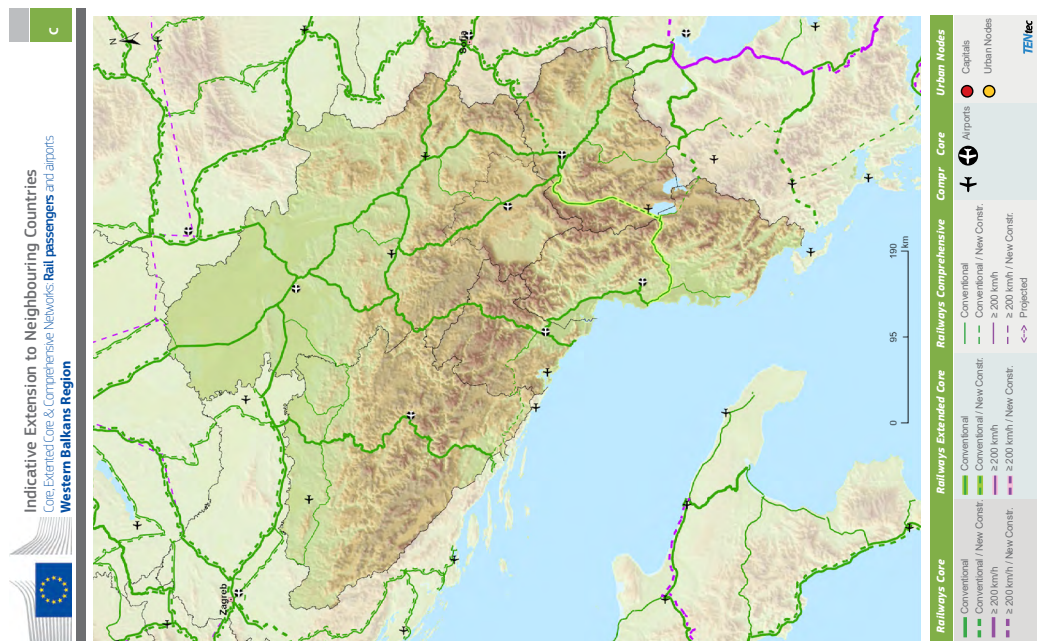 C
Indicative Extension to Neighbouring Countries
Core, Extented Core & Comprehensive Networks: Rail passengers and airports
Western Balkans Region
N
Sofia
Zagreb
0 95 190
km
Railways Core
Conventional
Conventional / New Constr.
≥ 200 km/h
≥ 200 km/h / New Constr.
Railways Extended Core
Conventional
Conventional / New Constr.
≥ 200 km/h
≥ 200 km/h / New Constr.
Railways Comprehensive
Conventional
Conventional / New Constr.
≥ 200 km/h
≥ 200 km/h / New Constr.
Projected
Compr Core
Airports
Urban Nodes
Capitals
Urban Nodes
TENtec